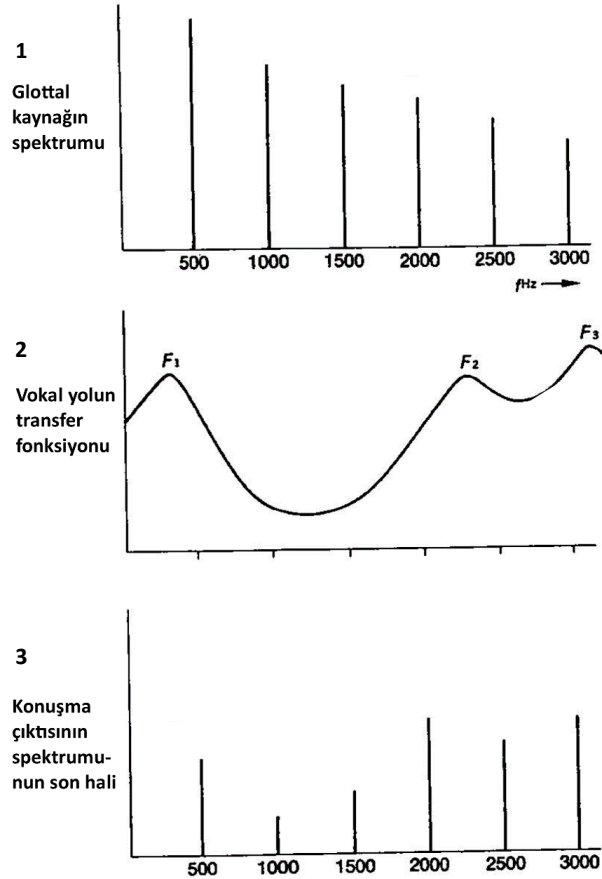 1
Glottal
kaynağın
spektrumu
500 1000 1500 2000 2500 3000
fHz
2
F1 F2 F3
Vokal yolun
transfer
fonksiyonu
3
Konuşma
çıktısının
spektrumu-
nun son hali
500 1000 1500 2000 2500 3000